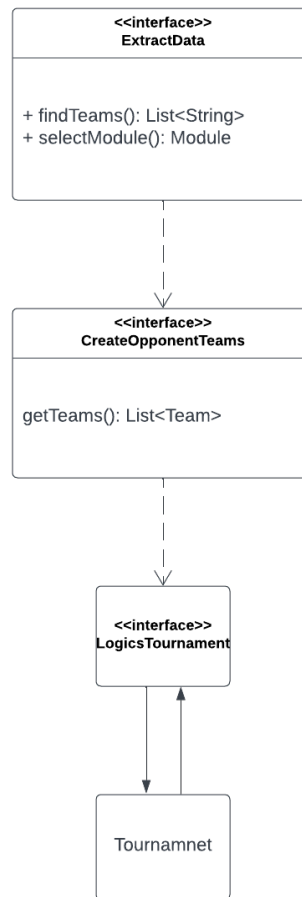 <<interface>>
ExtractData
+ findTeams(): List<String>
+ selectModule(): Module
<<interface>>
CreateOpponentTeams
getTeams(): List<Team>
<<interface>>
LogicsTournament
Tournamnet